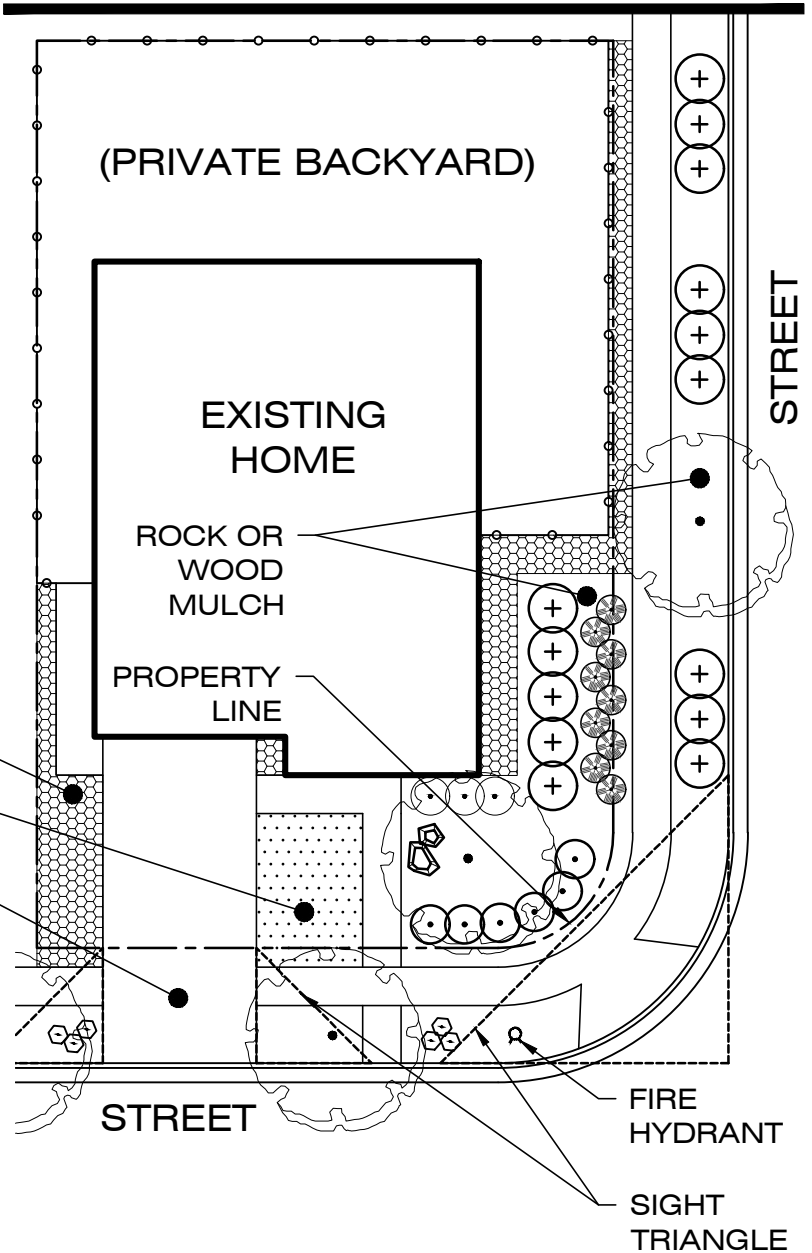 (PRIVATE BACKYARD)
STREET
EXISTING
HOME
ROCK OR
WOOD
MULCH
PROPERTY
LINE
STREET
FIRE
HYDRANT
SIGHT
TRIANGLE